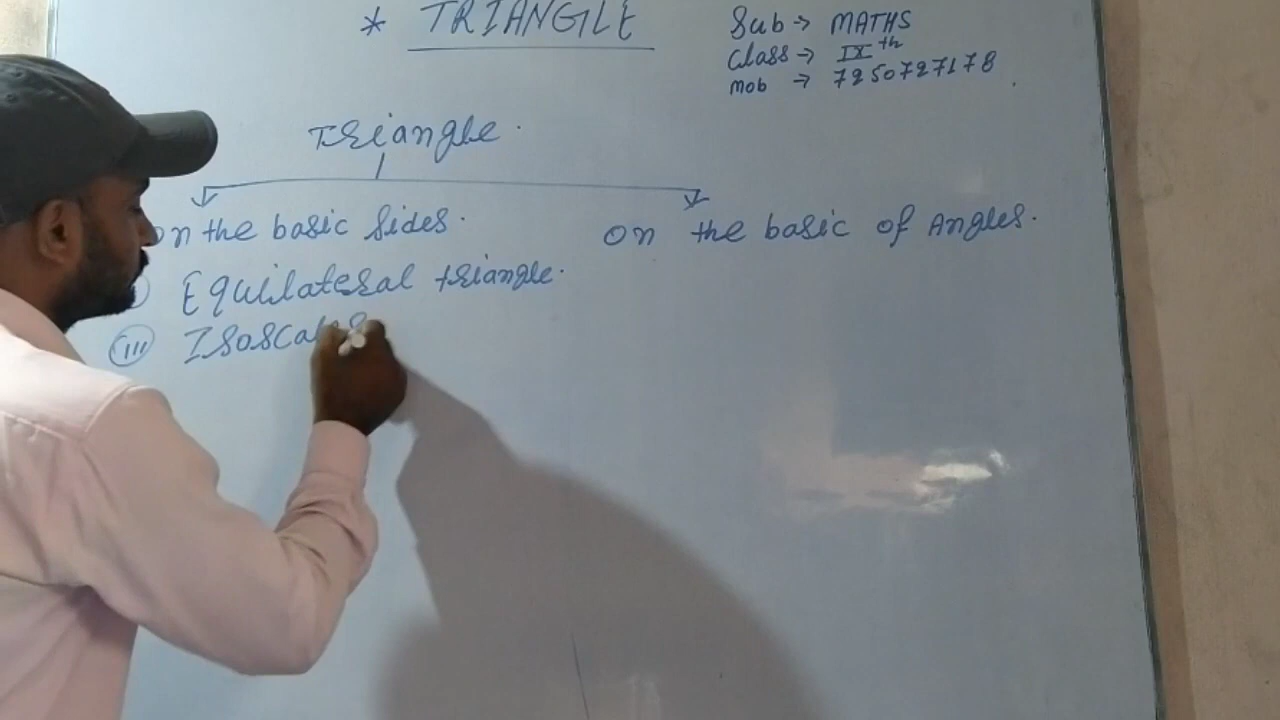 * TRIANGLE
Sub → MATHS
Class → IXth
mob → 7250727178
Triangle.
on the basic Sides.
on the basic of Angles.
Equilateral triangle.
(iii)